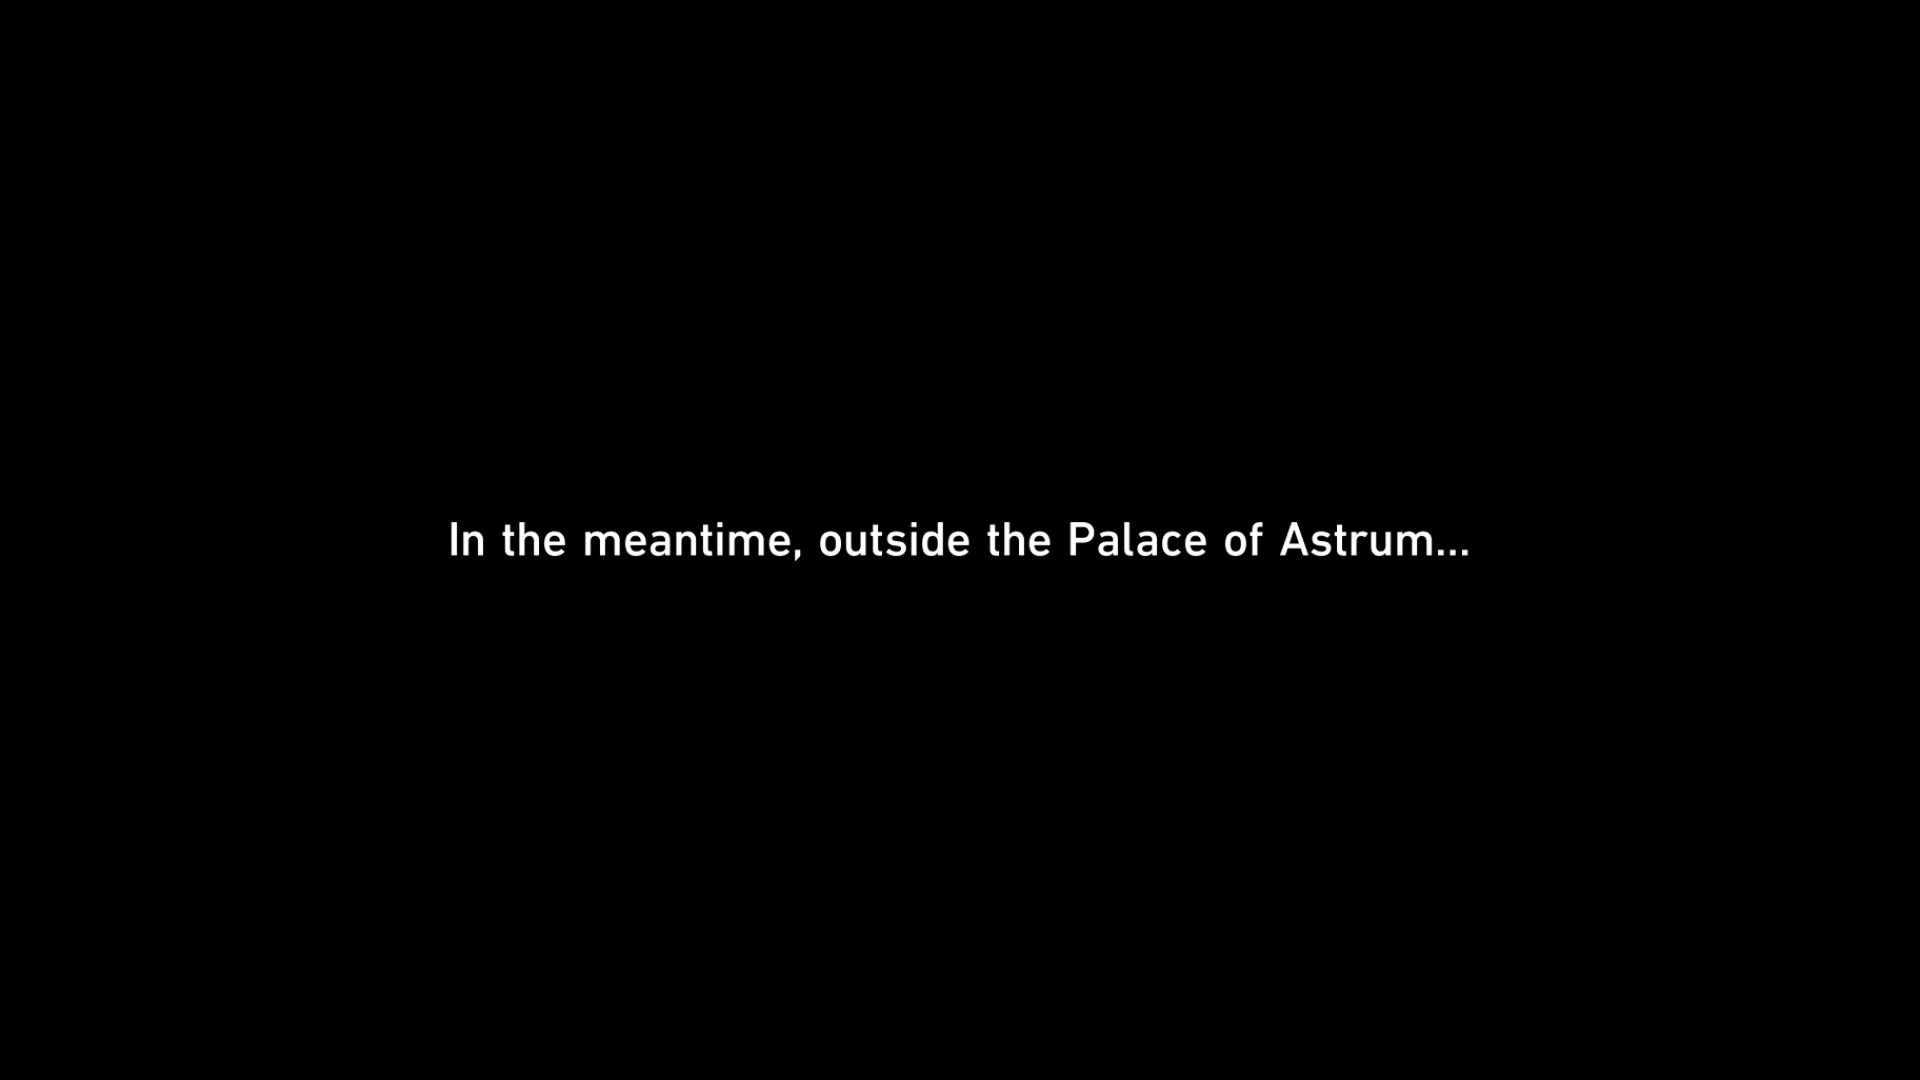 In the meantime, outside the Palace of Astrum...